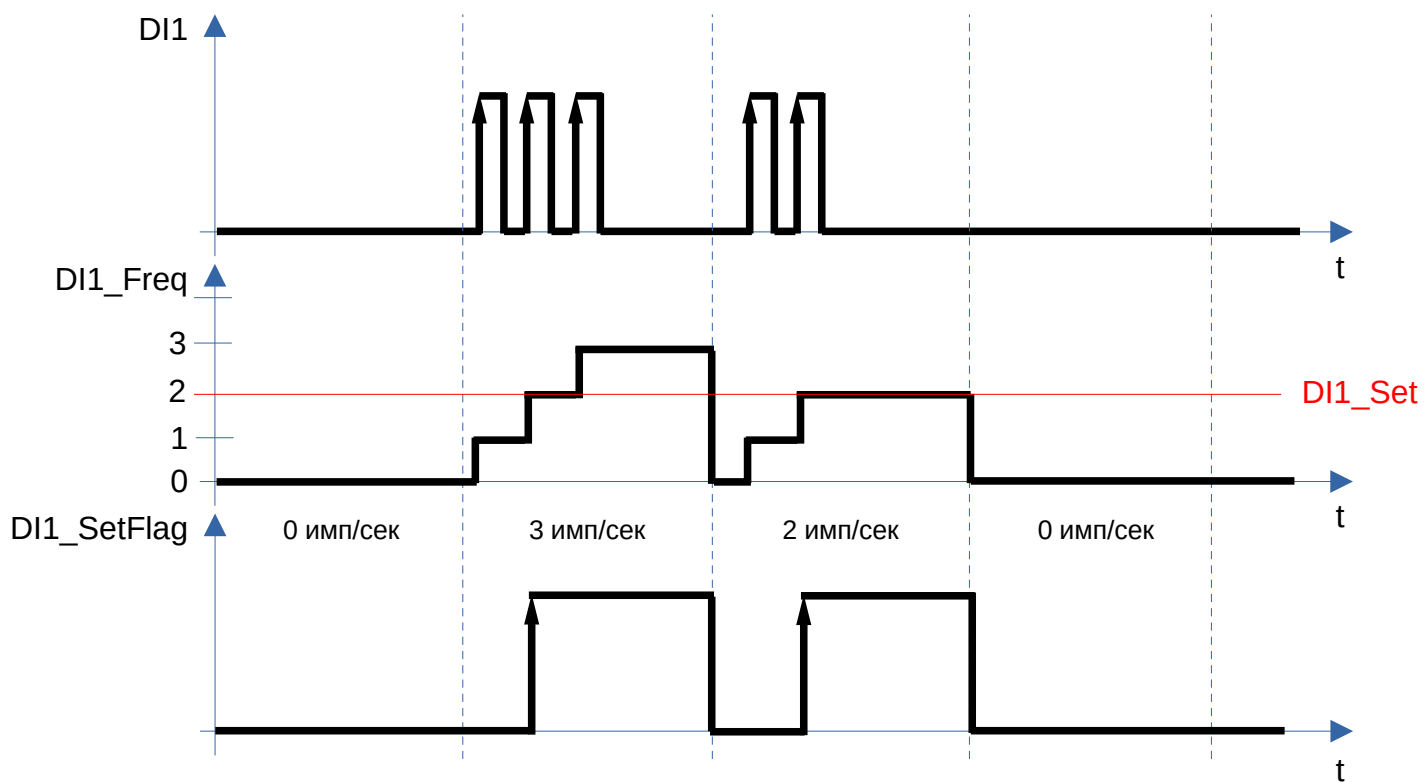 DI1
t
DI1_Freq
3
2
DI1_Set
1
0
t
DI1_SetFlag
0 имп/сек
3 имп/сек
2 имп/сек
0 имп/сек
t